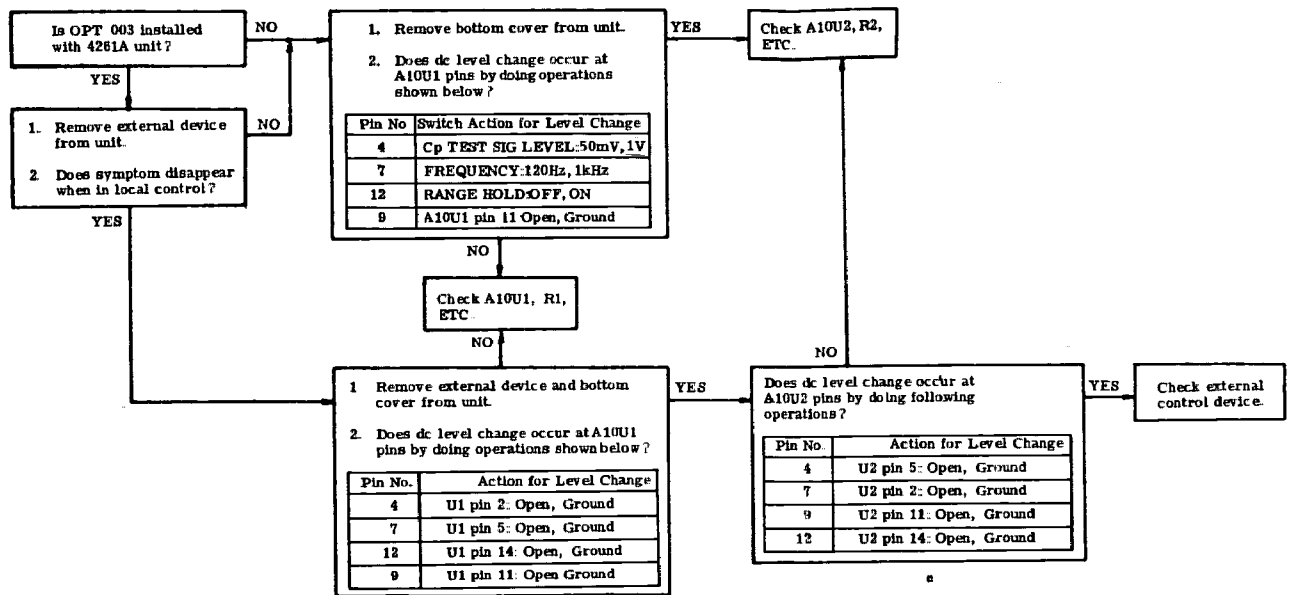 Is OPT 003 installed
with 4261A unit?
NO
YES
1. Remove external device
from unit.
2. Does symptom disappear
when in local control?
NO
YES
1. Remove bottom cover from unit.
2. Does dc level change occur at
A10U1 pins by doing operations
shown below?
Pin No Switch Action for Level Change
4 Cp TEST SIG LEVEL:50mV, 1V
7 FREQUENCY:120Hz, 1kHz
12 RANGE HOLD:OFF, ON
9 A10U1 pin 11 Open, Ground
YES
Check A10U2, R2,
ETC.
NO
Check A10U1, R1,
ETC.
NO
1 Remove external device and bottom
cover from unit.
2. Does dc level change occur at A10U1
pins by doing operations shown below?
Pin No. Action for Level Change
4 U1 pin 2: Open, Ground
7 U1 pin 5: Open, Ground
12 U1 pin 14: Open, Ground
9 U1 pin 11: Open Ground
YES
NO
Does dc level change occur at
A10U2 pins by doing following
operations?
Pin No. Action for Level Change
4 U2 pin 5: Open, Ground
7 U2 pin 2: Open, Ground
9 U2 pin 11: Open, Ground
12 U2 pin 14: Open, Ground
YES
Check external
control device.